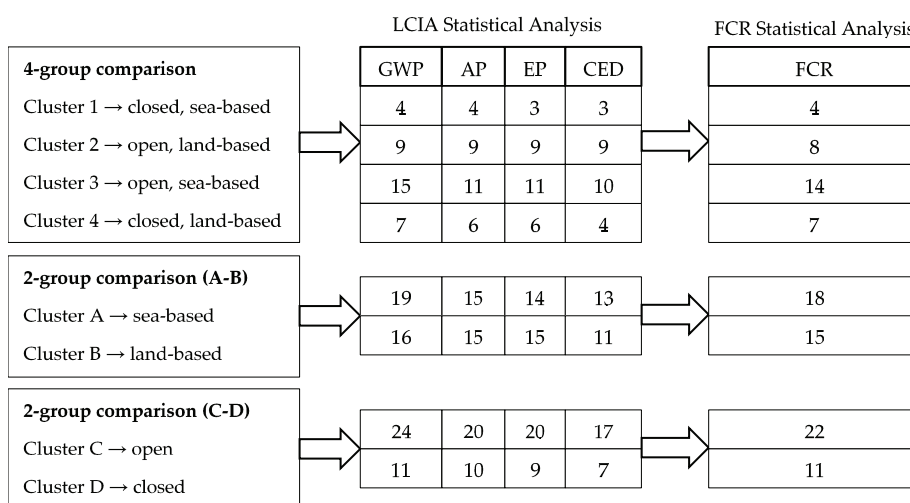 LCIA Statistical Analysis
FCR Statistical Analysis
4-group comparison
Cluster 1 → closed, sea-based
Cluster 2 → open, land-based
Cluster 3 → open, sea-based
Cluster 4 → closed, land-based
GWP AP EP CED
4 4 3 3
9 9 9 9
15 11 11 10
7 6 6 4
FCR
4
8
14
7
2-group comparison (A-B)
Cluster A → sea-based
Cluster B → land-based
19 15 14 13
16 15 15 11
18
15
2-group comparison (C-D)
Cluster C → open
Cluster D → closed
24 20 20 17
11 10 9 7
22
11